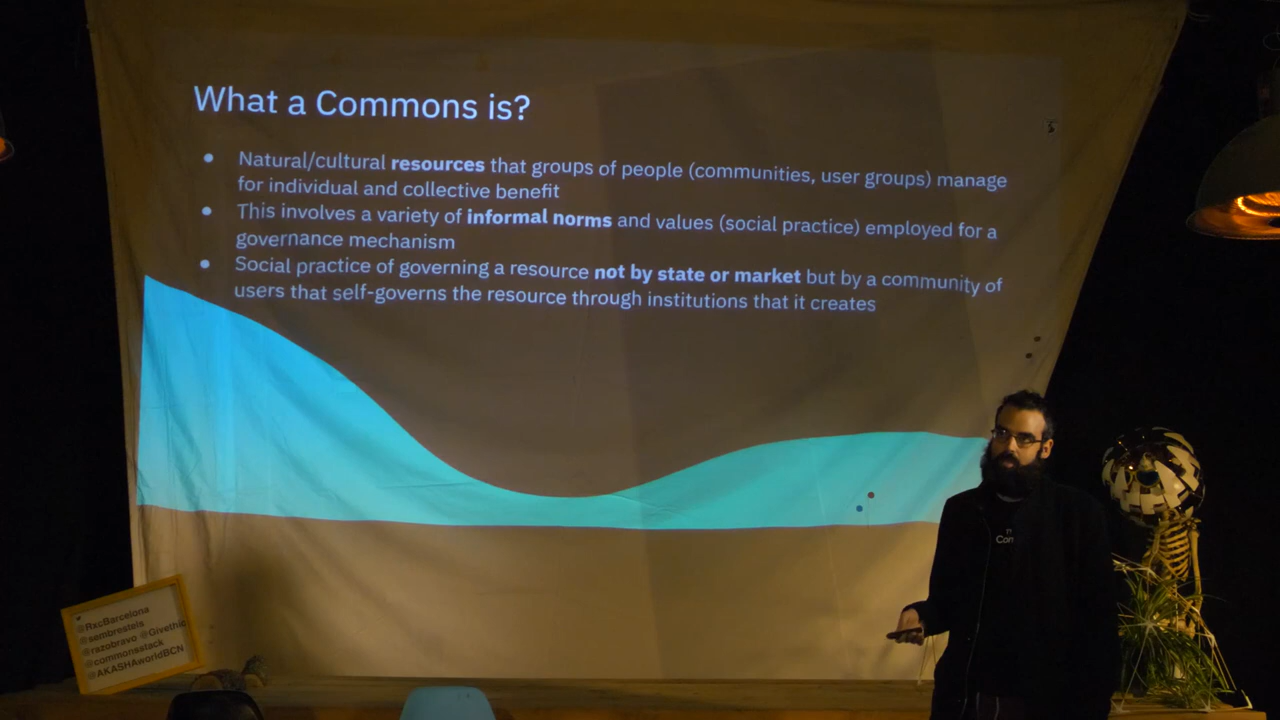 What a Commons is?
● Natural/cultural resources that groups of people (communities, user groups) manage
for individual and collective benefit
● This involves a variety of informal norms and values (social practice) employed for a
governance mechanism
● Social practice of governing a resource not by state or market but by a community of
users that self-governs the resource through institutions that it creates
@RxcBarcelona
@sembrestels
@razobravo @Giveth
@commonsstack
@AKASHAworldBCN